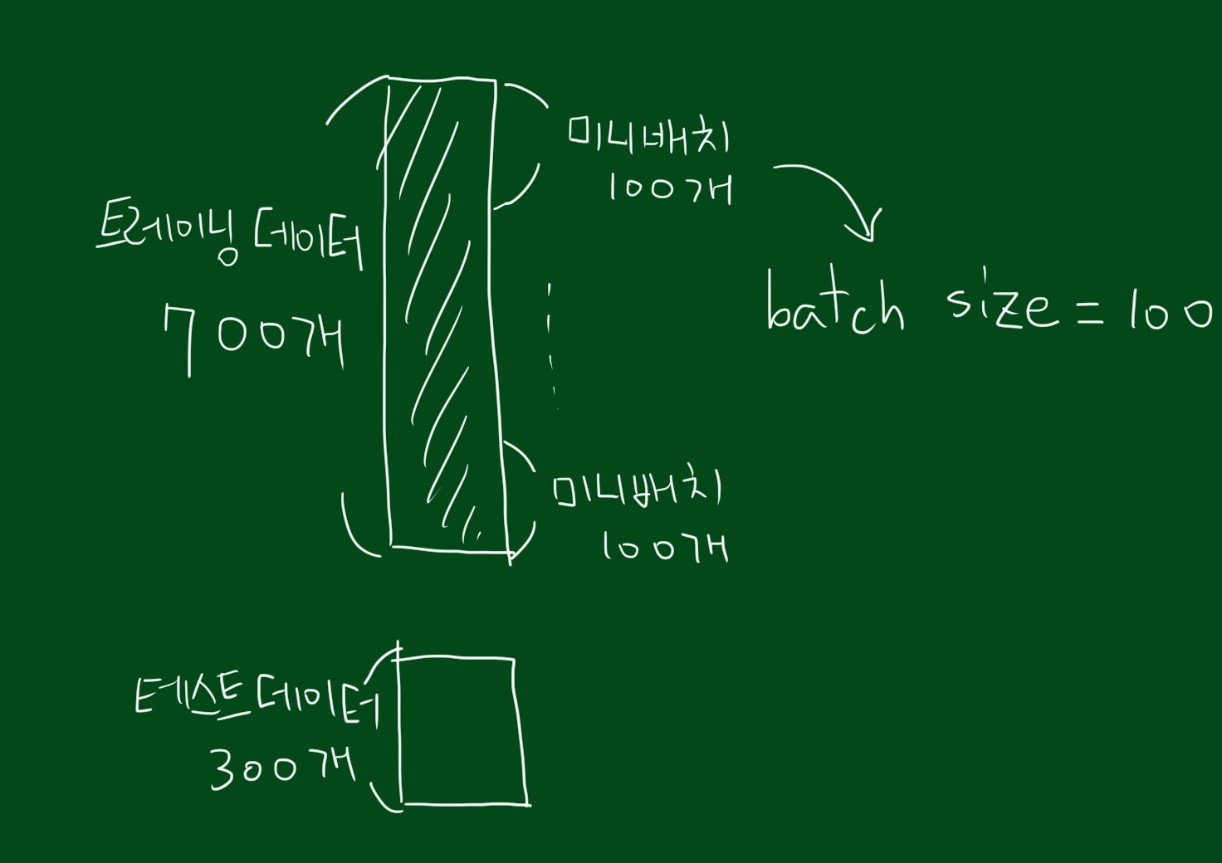 미니배치
100개
트레이닝 데이터
700개
batch size = 100
미니배치
100개
테스트 데이터
300개